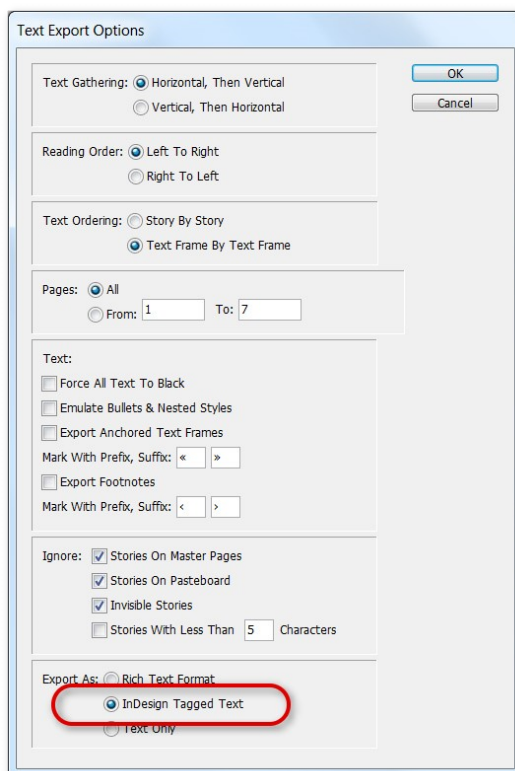 Text Export Options
Text Gathering: Horizontal, Then Vertical
OK
Vertical, Then Horizontal
Cancel
Reading Order: Left To Right
Right To Left
Text Ordering: Story By Story
Text Frame By Text Frame
Pages: All
From: 1 To: 7
Text:
Force All Text To Black
Emulate Bullets & Nested Styles
Export Anchored Text Frames
Mark With Prefix, Suffix: « »
Export Footnotes
Mark With Prefix, Suffix: ‹ ›
Ignore: Stories On Master Pages
Stories On Pasteboard
Invisible Stories
Stories With Less Than 5 Characters
Export As: Rich Text Format
InDesign Tagged Text
Text Only